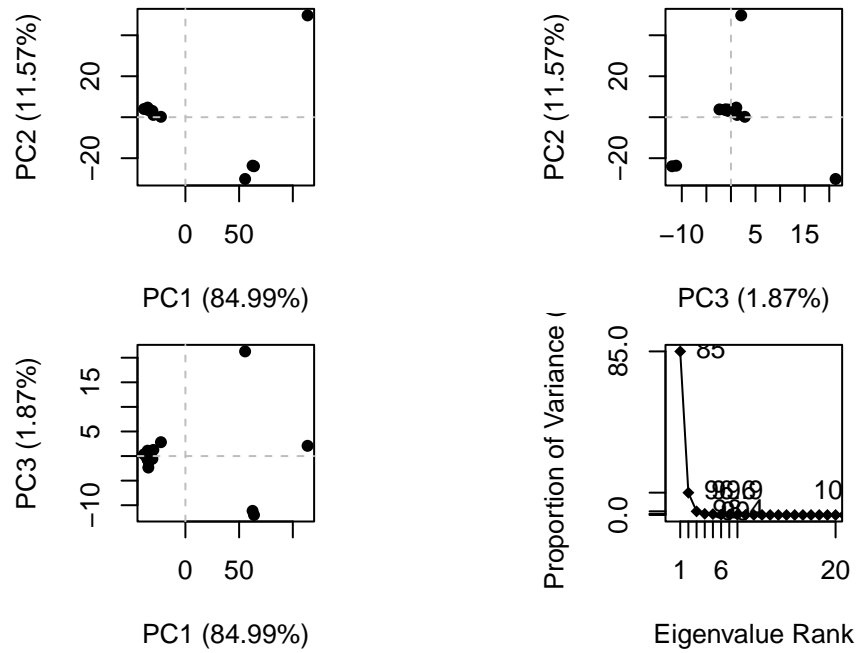 PC2 (11.57%)
20
−20
0 50
PC1 (84.99%)
PC2 (11.57%)
20
−20
−10 5 15
PC3 (1.87%)
PC3 (1.87%)
15
5
−10
0 50
PC1 (84.99%)
Proportion of Variance (
85.0
0.0
85
10
1 6 20
Eigenvalue Rank